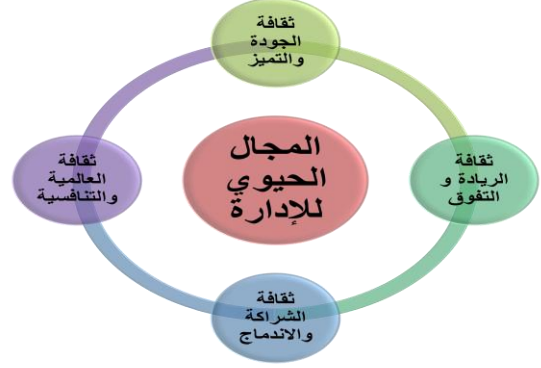 ثقافة
الجودة
والتميز
ثقافة
الريادة و
التفوق
المجال
الحيوي
للإدارة
ثقافة
العالمية
والتنافسية
ثقافة
الشراكة
والاندماج